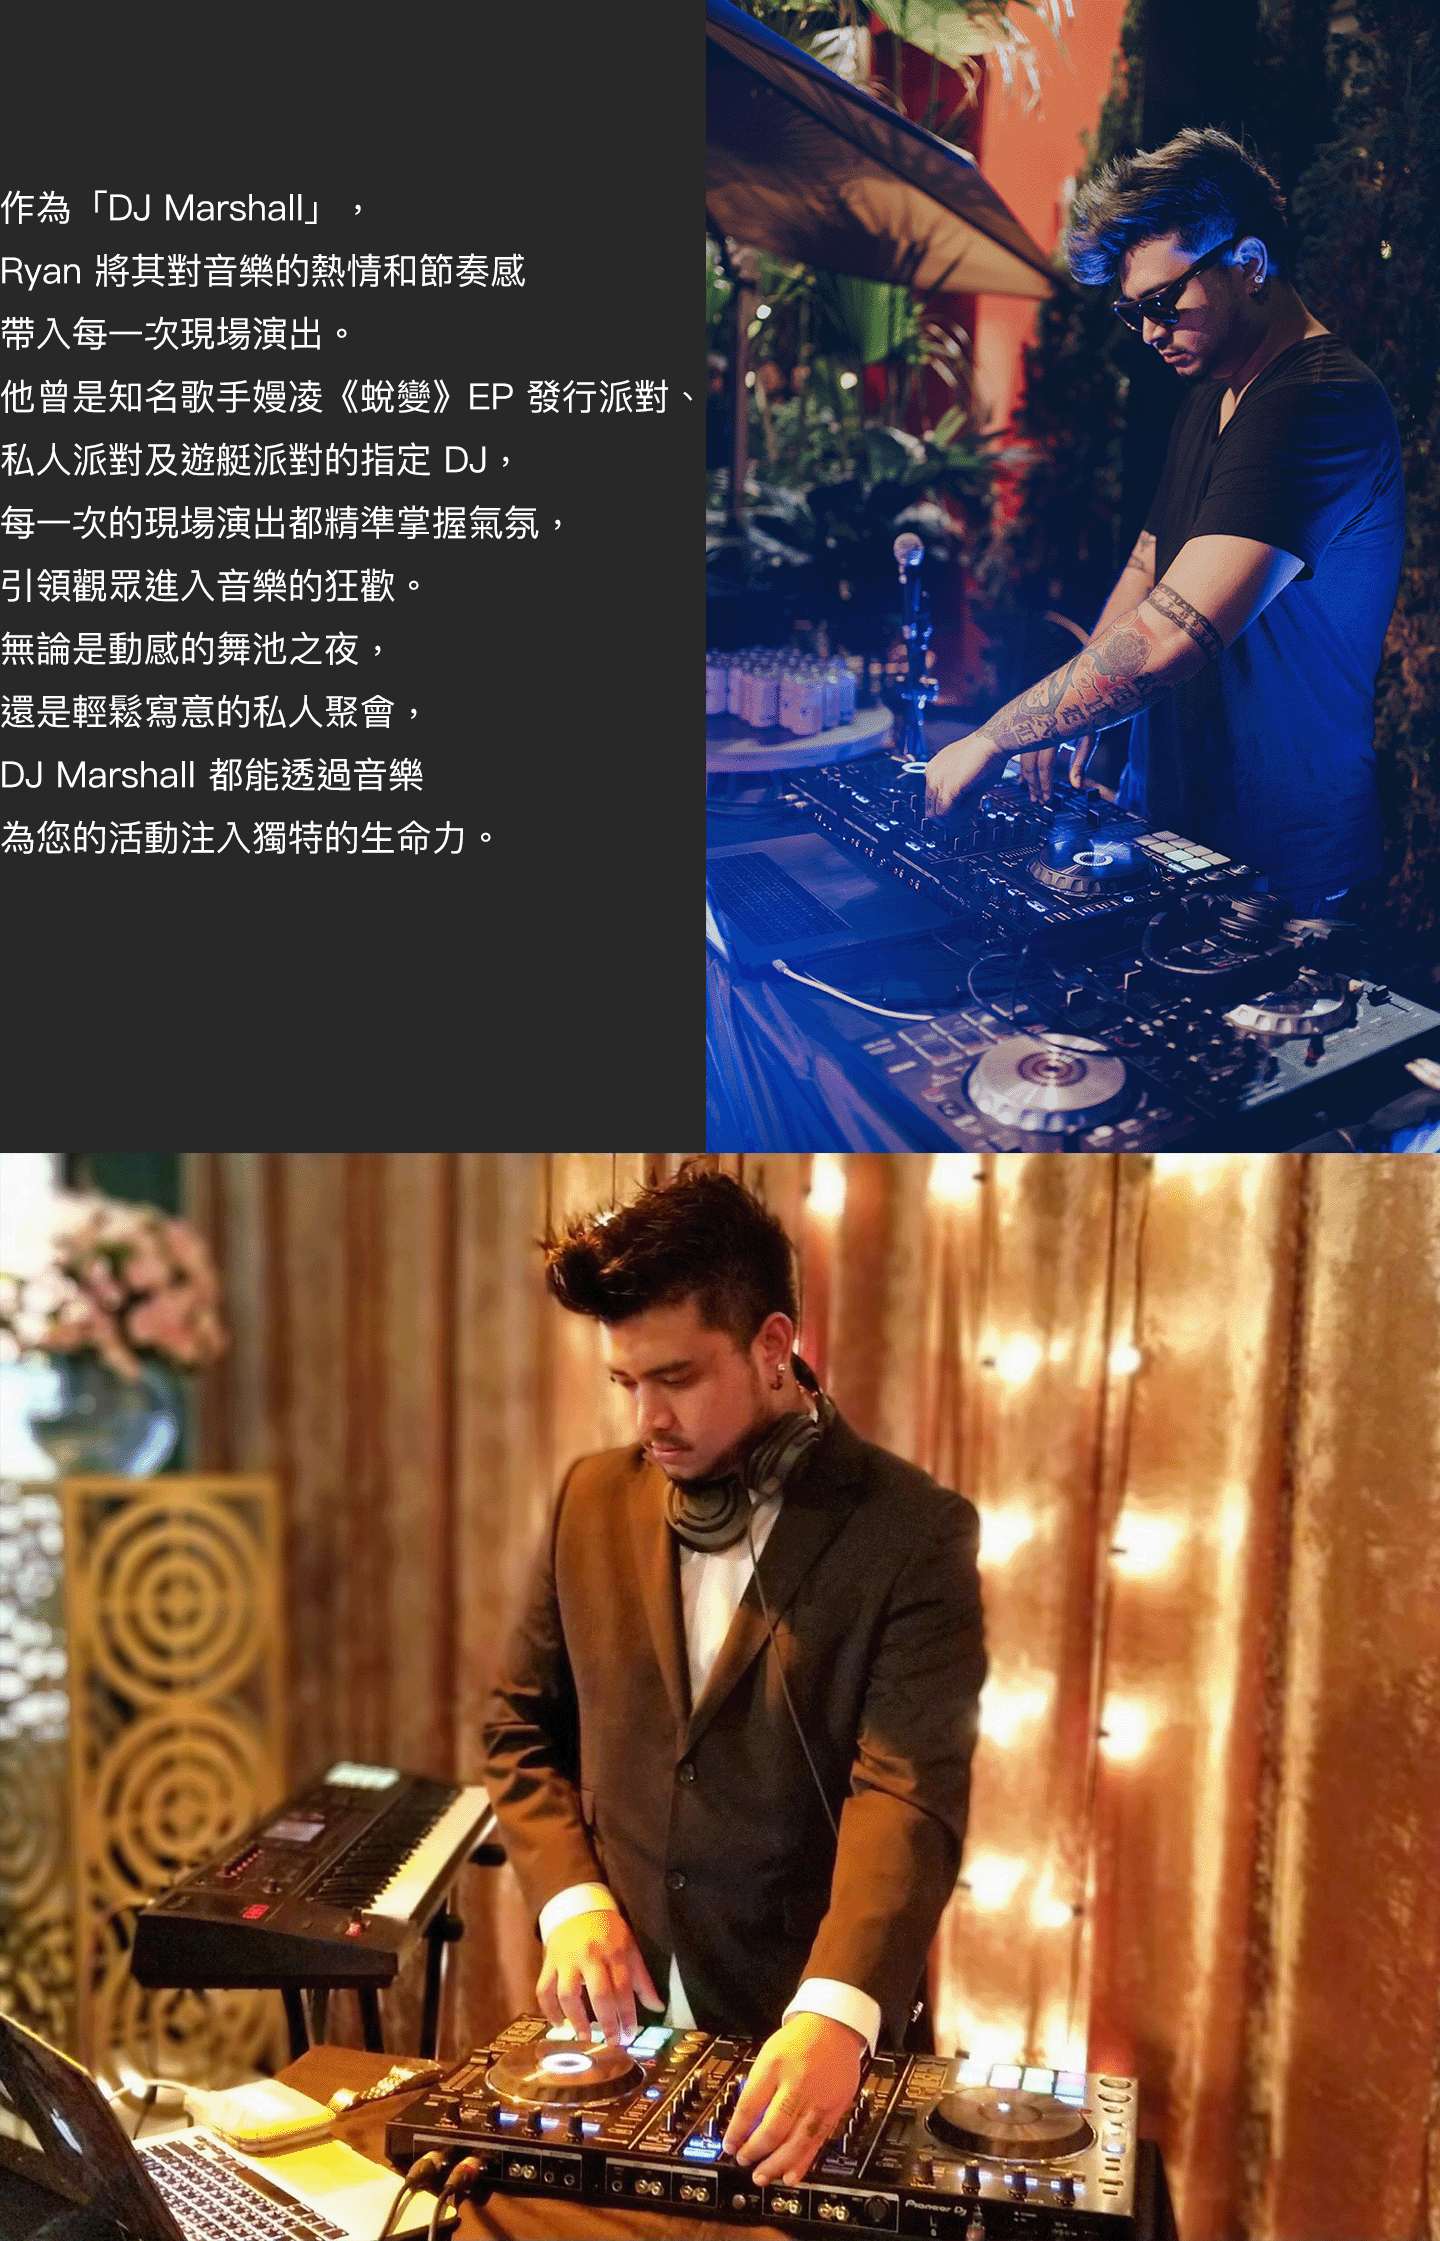 作為「DJ Marshall」，
Ryan 將其對音樂的熱情和節奏感
帶入每一次現場演出。
他曾是知名歌手嫚凌《蛻變》EP 發行派對、
私人派對及遊艇派對的指定 DJ，
每一次的現場演出都精準掌握氣氛，
引領觀眾進入音樂的狂歡。
無論是動感的舞池之夜，
還是輕鬆寫意的私人聚會，
DJ Marshall 都能透過音樂
為您的活動注入獨特的生命力。
Pioneer Dj